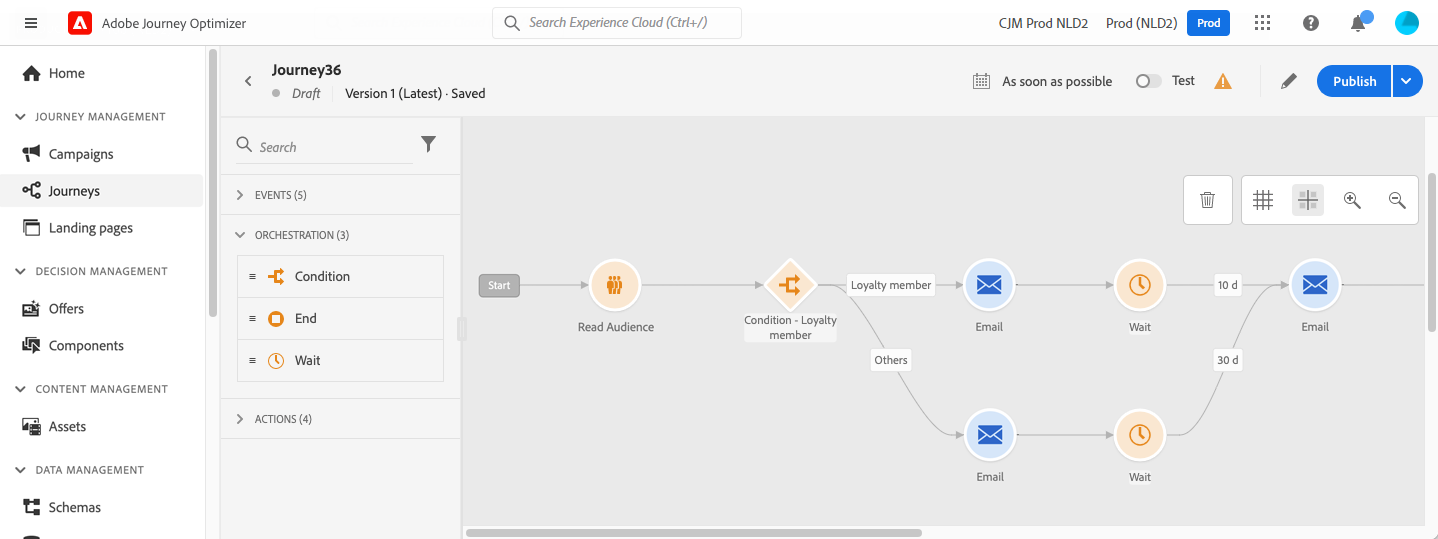 Adobe Journey Optimizer
Search Experience Cloud (Ctrl+/)
CJM Prod NLD2
Prod (NLD2)
Prod
Home
JOURNEY MANAGEMENT
Campaigns
Journeys
Landing pages
DECISION MANAGEMENT
Offers
Components
CONTENT MANAGEMENT
Assets
DATA MANAGEMENT
Schemas
Journey36
Draft
Version 1 (Latest) · Saved
As soon as possible
Test
Publish
Search
EVENTS (5)
ORCHESTRATION (3)
Condition
End
Wait
ACTIONS (4)
Start
Read Audience
Condition - Loyalty
member
Loyalty member
Email
Wait
10 d
Email
Others
30 d
Email
Wait